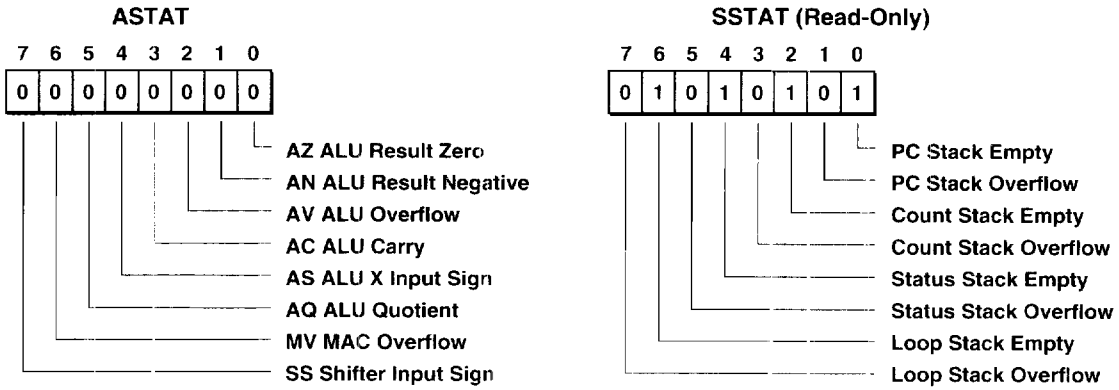 ASTAT
7 6 5 4 3 2 1 0
0 0 0 0 0 0 0 0
AZ ALU Result Zero
AN ALU Result Negative
AV ALU Overflow
AC ALU Carry
AS ALU X Input Sign
AQ ALU Quotient
MV MAC Overflow
SS Shifter Input Sign
SSTAT (Read-Only)
7 6 5 4 3 2 1 0
0 1 0 1 0 1 0 1
PC Stack Empty
PC Stack Overflow
Count Stack Empty
Count Stack Overflow
Status Stack Empty
Status Stack Overflow
Loop Stack Empty
Loop Stack Overflow